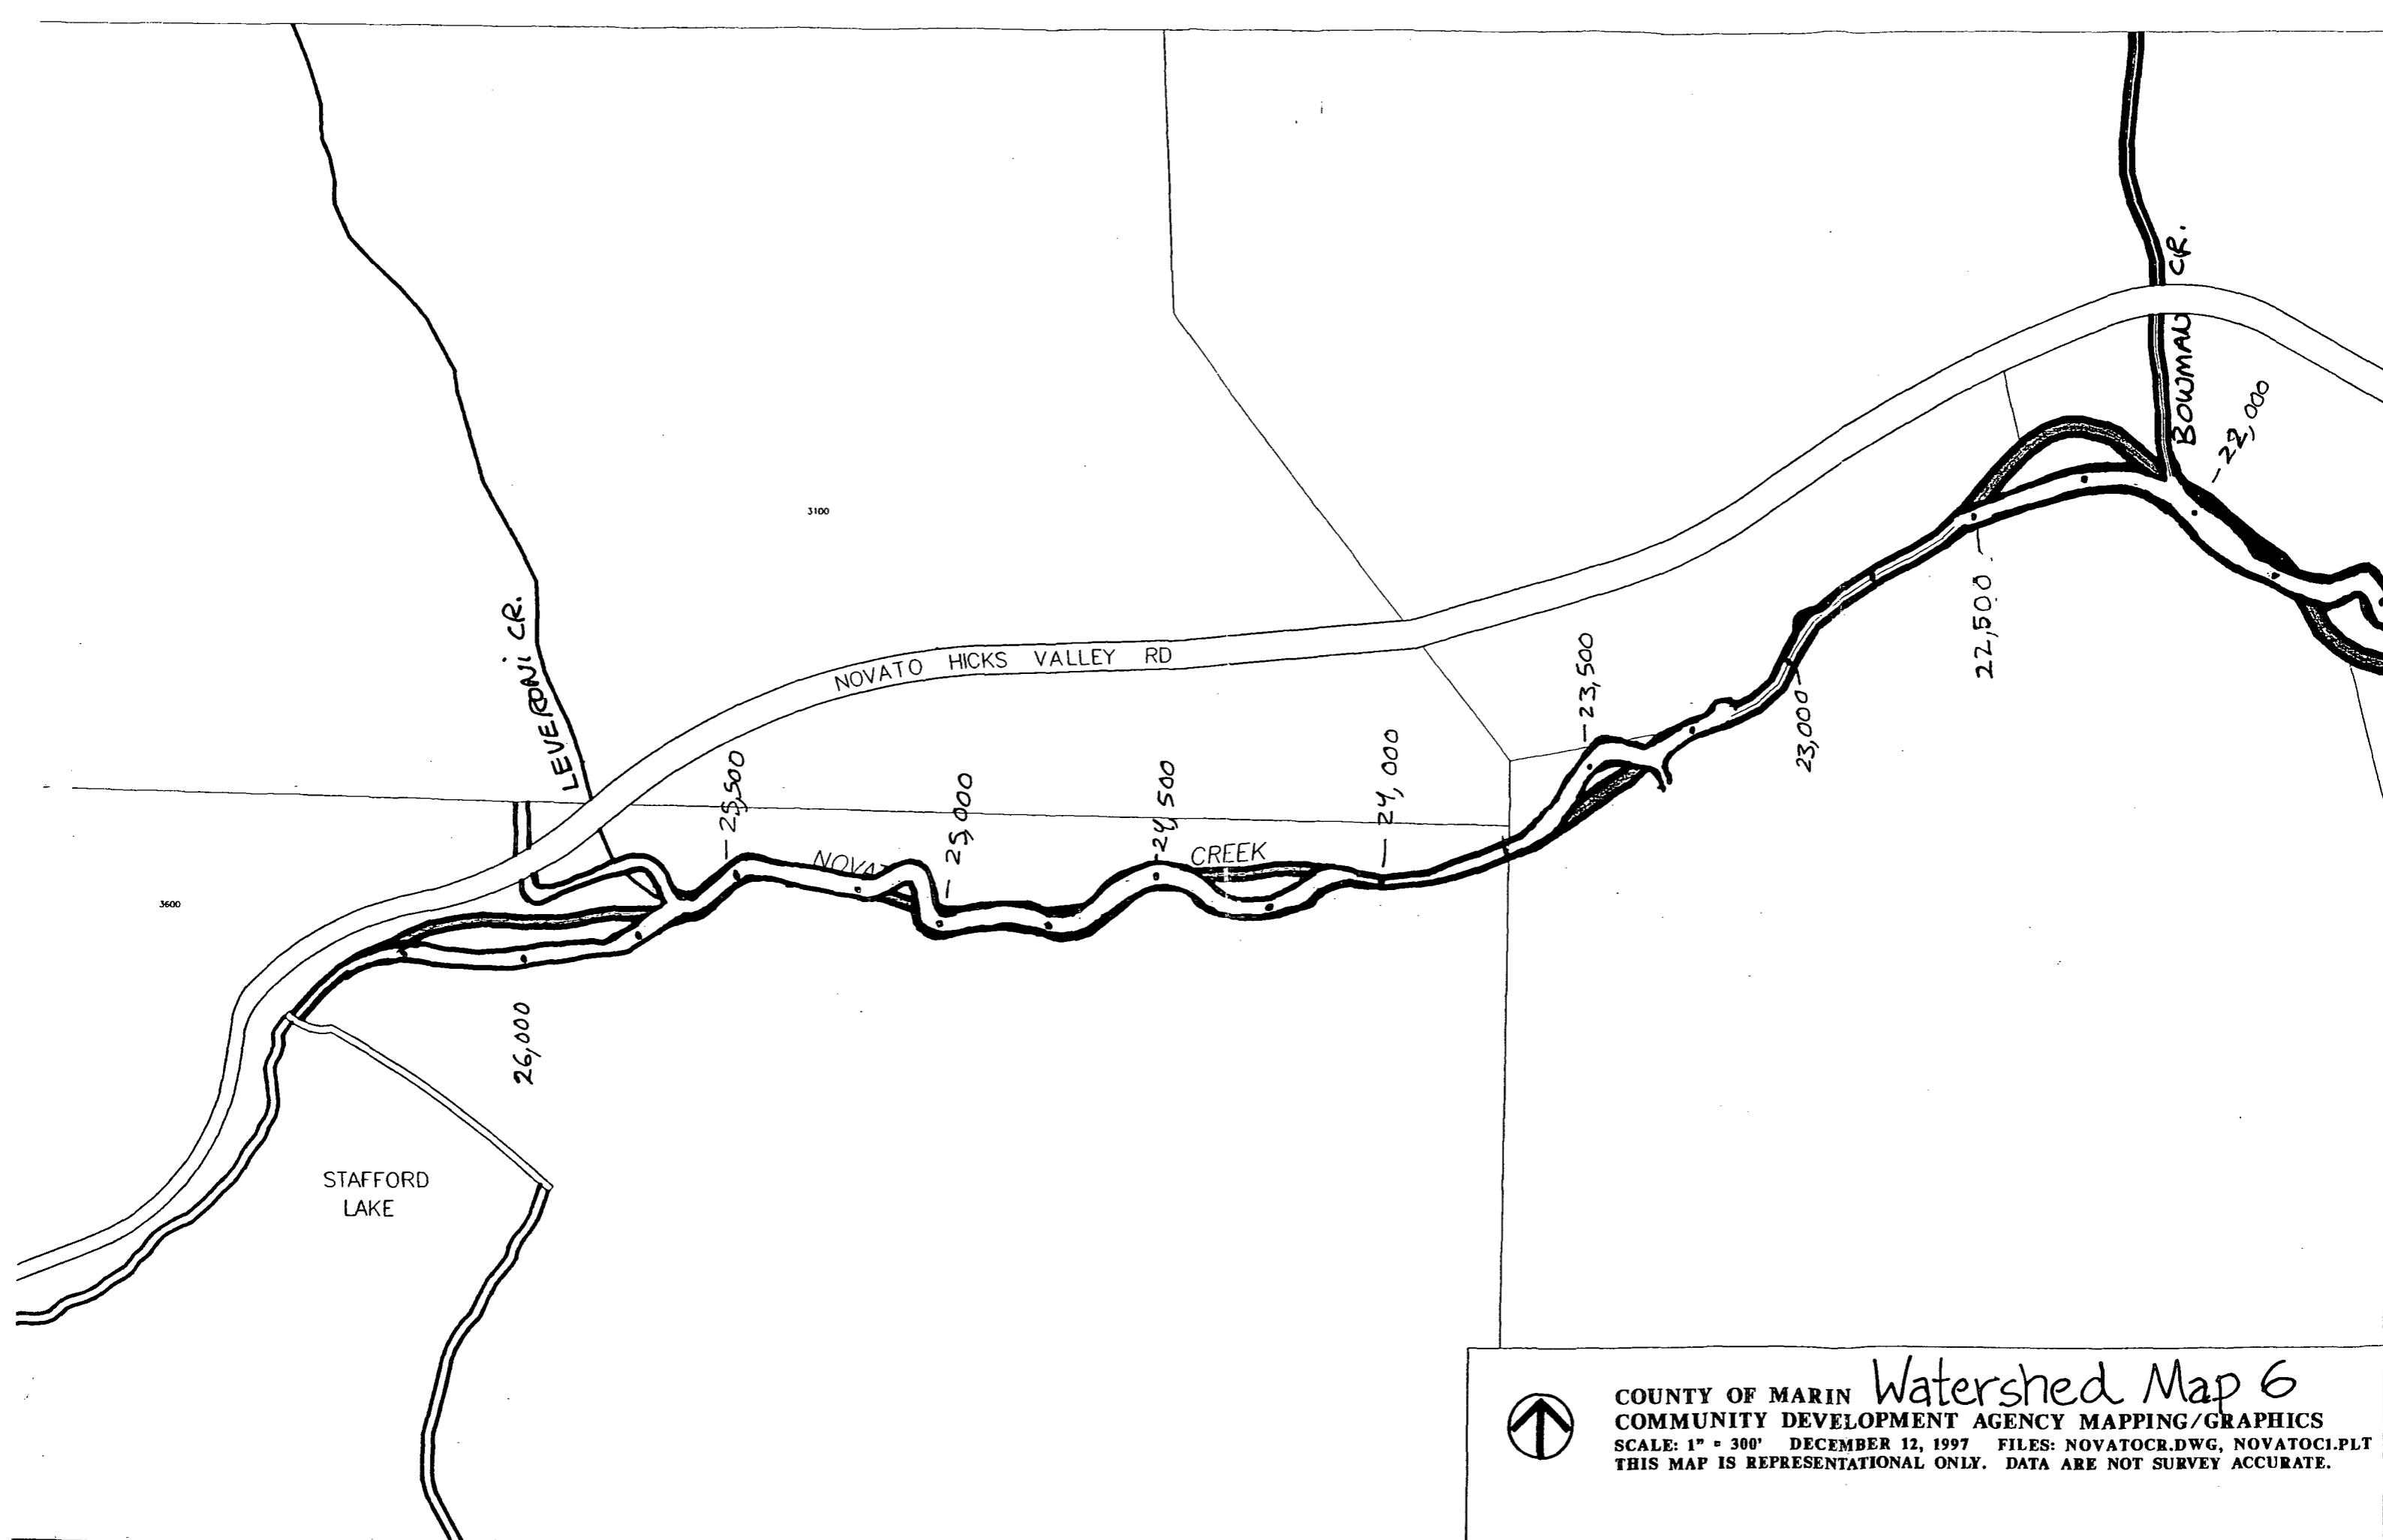 BOWMAN CR.
-22,000
3100
22,500 -
LEVERONI CR.
NOVATO HICKS VALLEY RD
-23,500
23,000 -
-25,500
-25,000
-24,500
-24,000
NOVAT
CREEK
3600
26,000
STAFFORD
LAKE
COUNTY OF MARIN Watershed Map 6
COMMUNITY DEVELOPMENT AGENCY MAPPING/GRAPHICS
SCALE: 1" = 300' DECEMBER 12, 1997 FILES: NOVATOCR.DWG, NOVATOC1.PLT
THIS MAP IS REPRESENTATIONAL ONLY. DATA ARE NOT SURVEY ACCURATE.